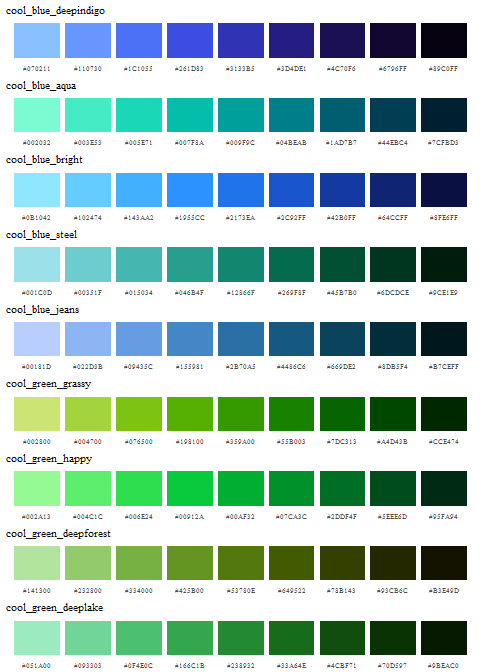 cool_blue_deepindigo
#070211 #110730 #1C1055 #261D83 #3133B5 #3D4DE1 #4C70F6 #6796FF #89C0FF
cool_blue_aqua
#002032 #003E53 #005E71 #007F8A #009F9C #04BEAB #1AD7B7 #44EBC4 #7CFBD3
cool_blue_bright
#0B1042 #102474 #143AA2 #1955CC #2173EA #2C92FF #42B0FF #64CCFF #8FE6FF
cool_blue_steel
#001C0D #00351F #015034 #046B4F #12866F #269F8F #45B7B0 #6DCDCE #9CE1E9
cool_blue_jeans
#00181D #022D3B #09435C #155981 #2B70A5 #4486C6 #669DE2 #8DB5F4 #B7CEFF
cool_green_grassy
#002800 #004700 #076500 #198100 #359A00 #55B003 #7DC313 #A4D43B #CCE474
cool_green_happy
#002A13 #004C1C #006E24 #00912A #00AF32 #07CA3C #2DDF4F #5EEE6D #95FA94
cool_green_deepforest
#141300 #232800 #334000 #425B00 #53780E #649522 #78B143 #93CB6C #B3E49D
cool_green_deeplake
#051A00 #093303 #0F4E0C #166C1B #238932 #33A64E #4CBF71 #70D597 #9BEAC0